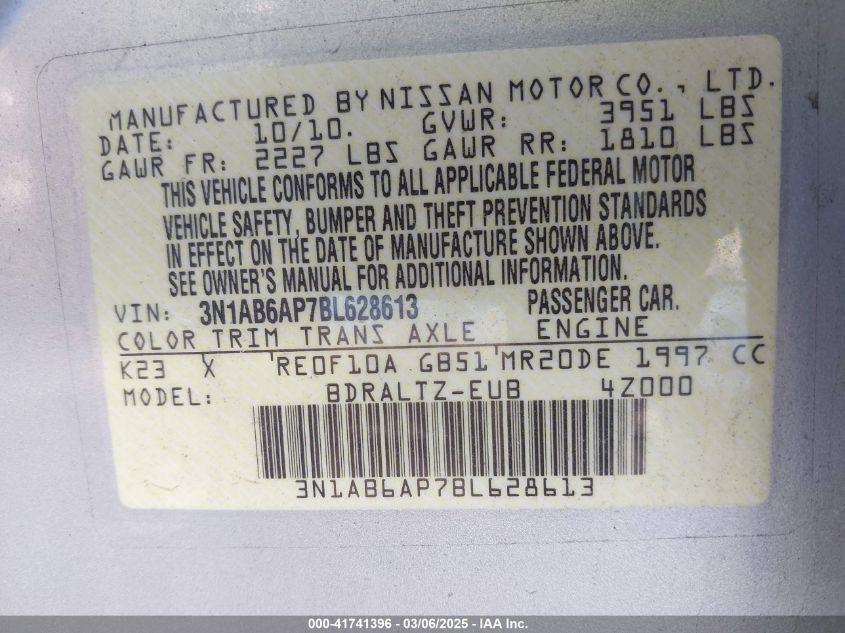 MANUFACTURED BY NISSAN MOTOR CO., LTD.
DATE: 10/10. GVWR: 3951 LBS
GAWR FR: 2227 LBS GAWR RR: 1810 LBS
THIS VEHICLE CONFORMS TO ALL APPLICABLE FEDERAL MOTOR
VEHICLE SAFETY, BUMPER AND THEFT PREVENTION STANDARDS
IN EFFECT ON THE DATE OF MANUFACTURE SHOWN ABOVE.
SEE OWNER'S MANUAL FOR ADDITIONAL INFORMATION.
VIN: 3N1AB6AP7BL628613 PASSENGER CAR.
COLOR TRIM TRANS AXLE ENGINE
K23 X RE0F10A GB51 MR20DE 1997 CC
MODEL: BDRALTZ-EUB 4Z000
3N1AB6AP7BL628613
000-41741396 - 03/06/2025 - IAA Inc.